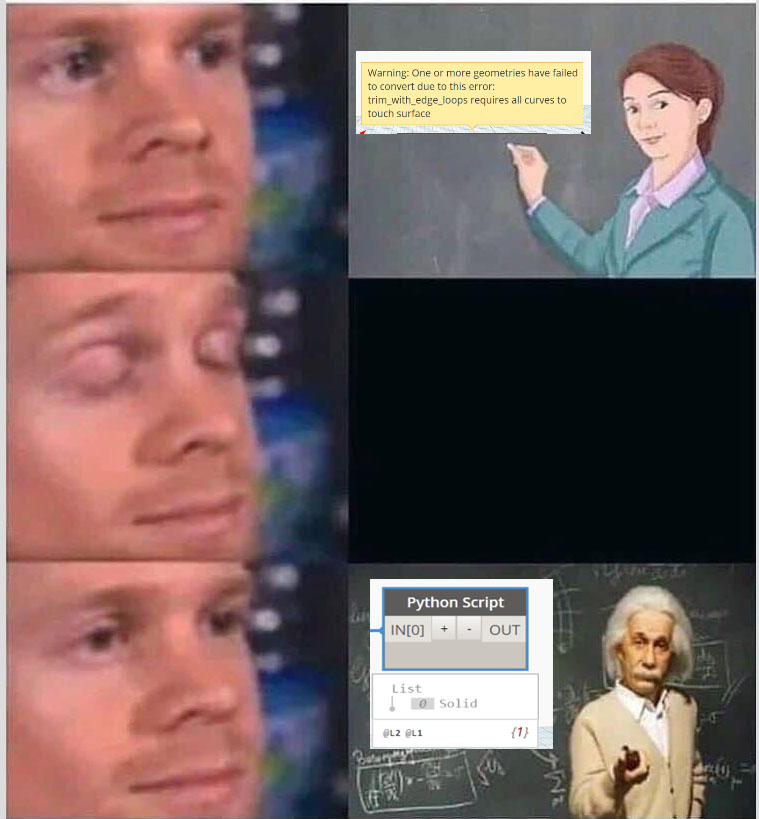 Warning: One or more geometries have failed
to convert due to this error:
trim_with_edge_loops requires all curves to
touch surface
Python Script
IN[0] + - OUT
List
0 Solid
@L2 @L1 {1}